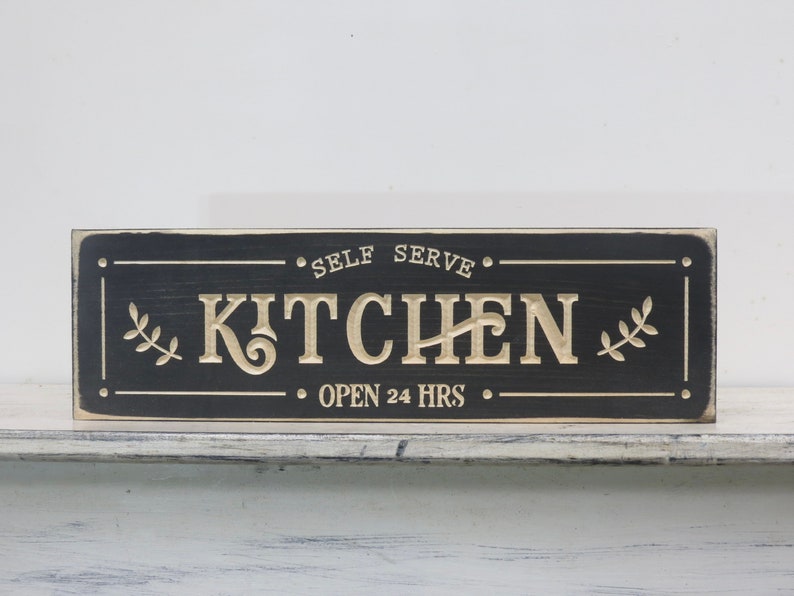 SELF SERVE
KITCHEN
OPEN 24 HRS